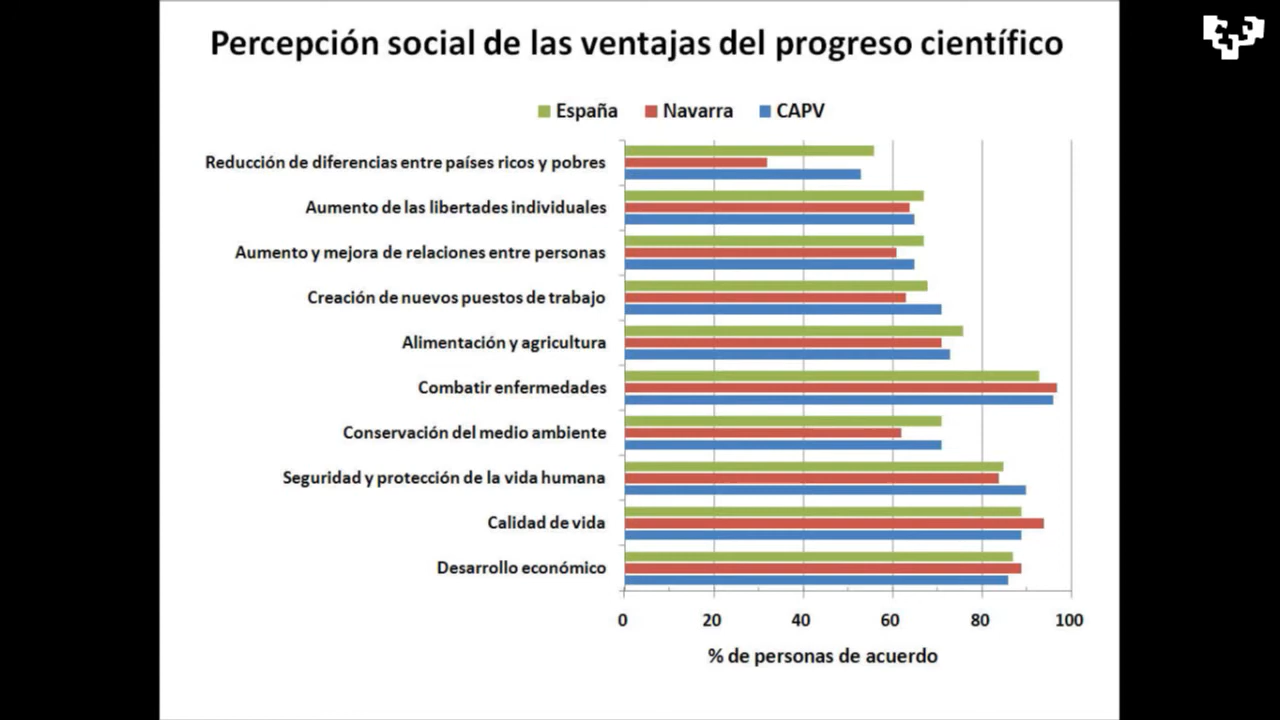 Percepción social de las ventajas del progreso científico
España Navarra CAPV
Reducción de diferencias entre países ricos y pobres
Aumento de las libertades individuales
Aumento y mejora de relaciones entre personas
Creación de nuevos puestos de trabajo
Alimentación y agricultura
Combatir enfermedades
Conservación del medio ambiente
Seguridad y protección de la vida humana
Calidad de vida
Desarrollo económico
0 20 40 60 80 100
% de personas de acuerdo